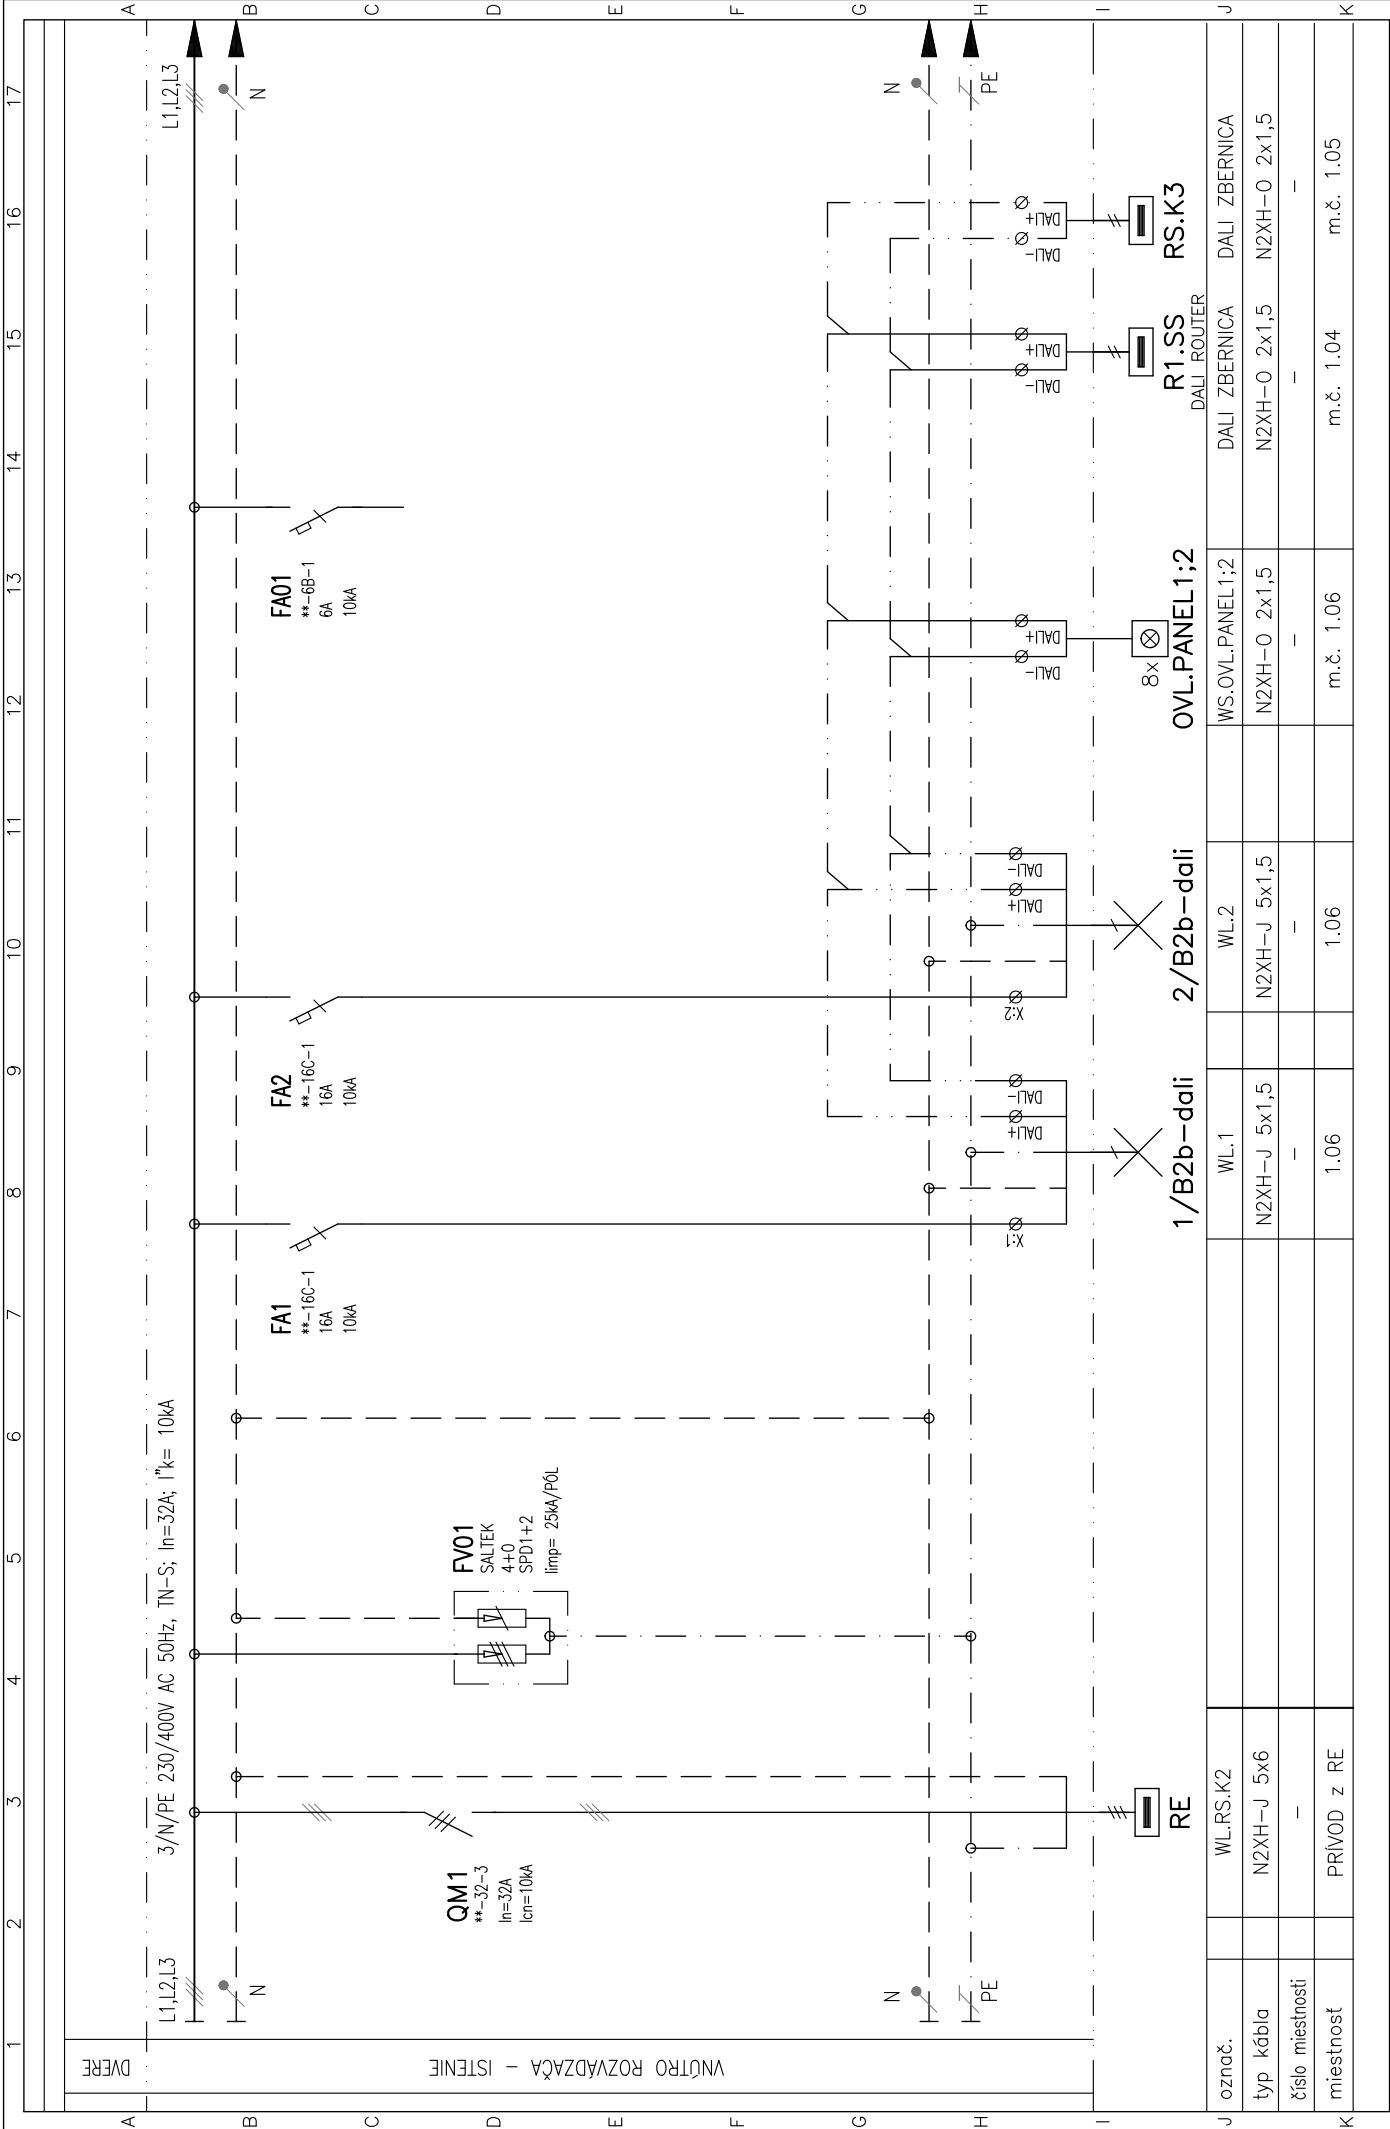 1 2 3 4 5 6 7 8 9 10 11 12 13 14 15 16 17
A
B
C
D
E
F
G
H
I
J
K
A
B
C
D
E
F
G
H
I
J
K
DVERE
VNÚTRO ROZVÁDZAČA – ISTENIE
3/N/PE 230/400V AC 50Hz, TN-S; In=32A; I"k= 10kA
L1,L2,L3
N
L1,L2,L3
N
QM1
**-32-3
In=32A
Icn=10kA
FV01
SALTEK
4+0
SPD1+2
Iimp= 25kA/PÓL
FA1
**-16C-1
16A
10kA
FA2
**-16C-1
16A
10kA
FA01
**-6B-1
6A
10kA
N
PE
N
PE
X:1
DALI+
DALI-
X:2
DALI+
DALI-
DALI-
DALI+
DALI-
DALI+
DALI-
DALI+
RE
1/B2b-dali
2/B2b-dali
8x
OVL.PANEL1;2
R1.SS
DALI ROUTER
RS.K3
označ. WL.RS.K2 WL.1 WL.2 WS.OVL.PANEL1;2 DALI ZBERNICA DALI ZBERNICA
typ kábla N2XH-J 5x6 N2XH-J 5x1,5 N2XH-J 5x1,5 N2XH-O 2x1,5 N2XH-O 2x1,5 N2XH-O 2x1,5
číslo miestnosti – – – – – –
miestnosť PRÍVOD z RE 1.06 1.06 m.č. 1.06 m.č. 1.04 m.č. 1.05